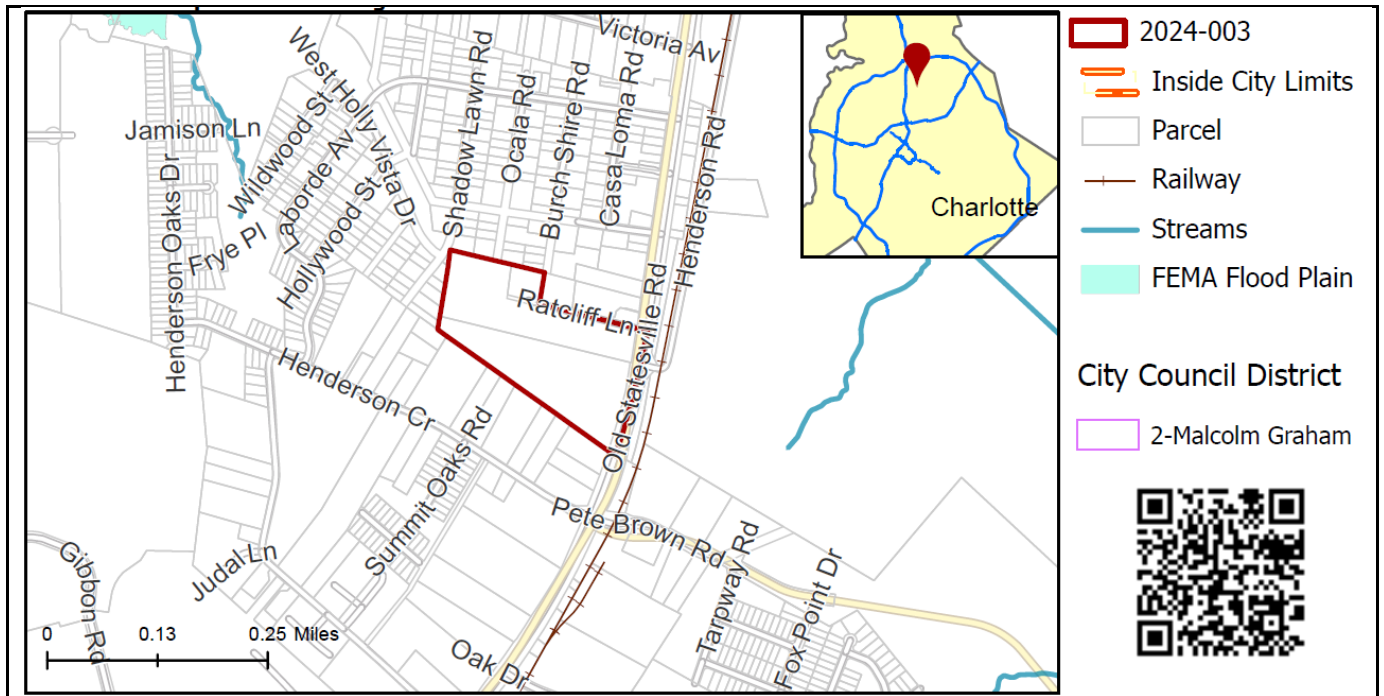 Victoria Av
West Holly Vista Dr
Shadow Lawn Rd
Ocala Rd
Burch-Shire Rd
Casa Loma Rd
Henderson Rd
Jamison Ln
Wildwood St
Laborde Av
Hollywood St
Frye Pl
Henderson Oaks Dr
Ratcliff Ln
Old Statesville Rd
Henderson Cr
Summit Oaks Rd
Pete Brown Rd
Tarpway Rd
Fox Point Dr
Judal Ln
Gibbon Rd
Oak Dr
0 0.13 0.25 Miles
Charlotte
2024-003
Inside City Limits
Parcel
Railway
Streams
FEMA Flood Plain
City Council District
2-Malcolm Graham